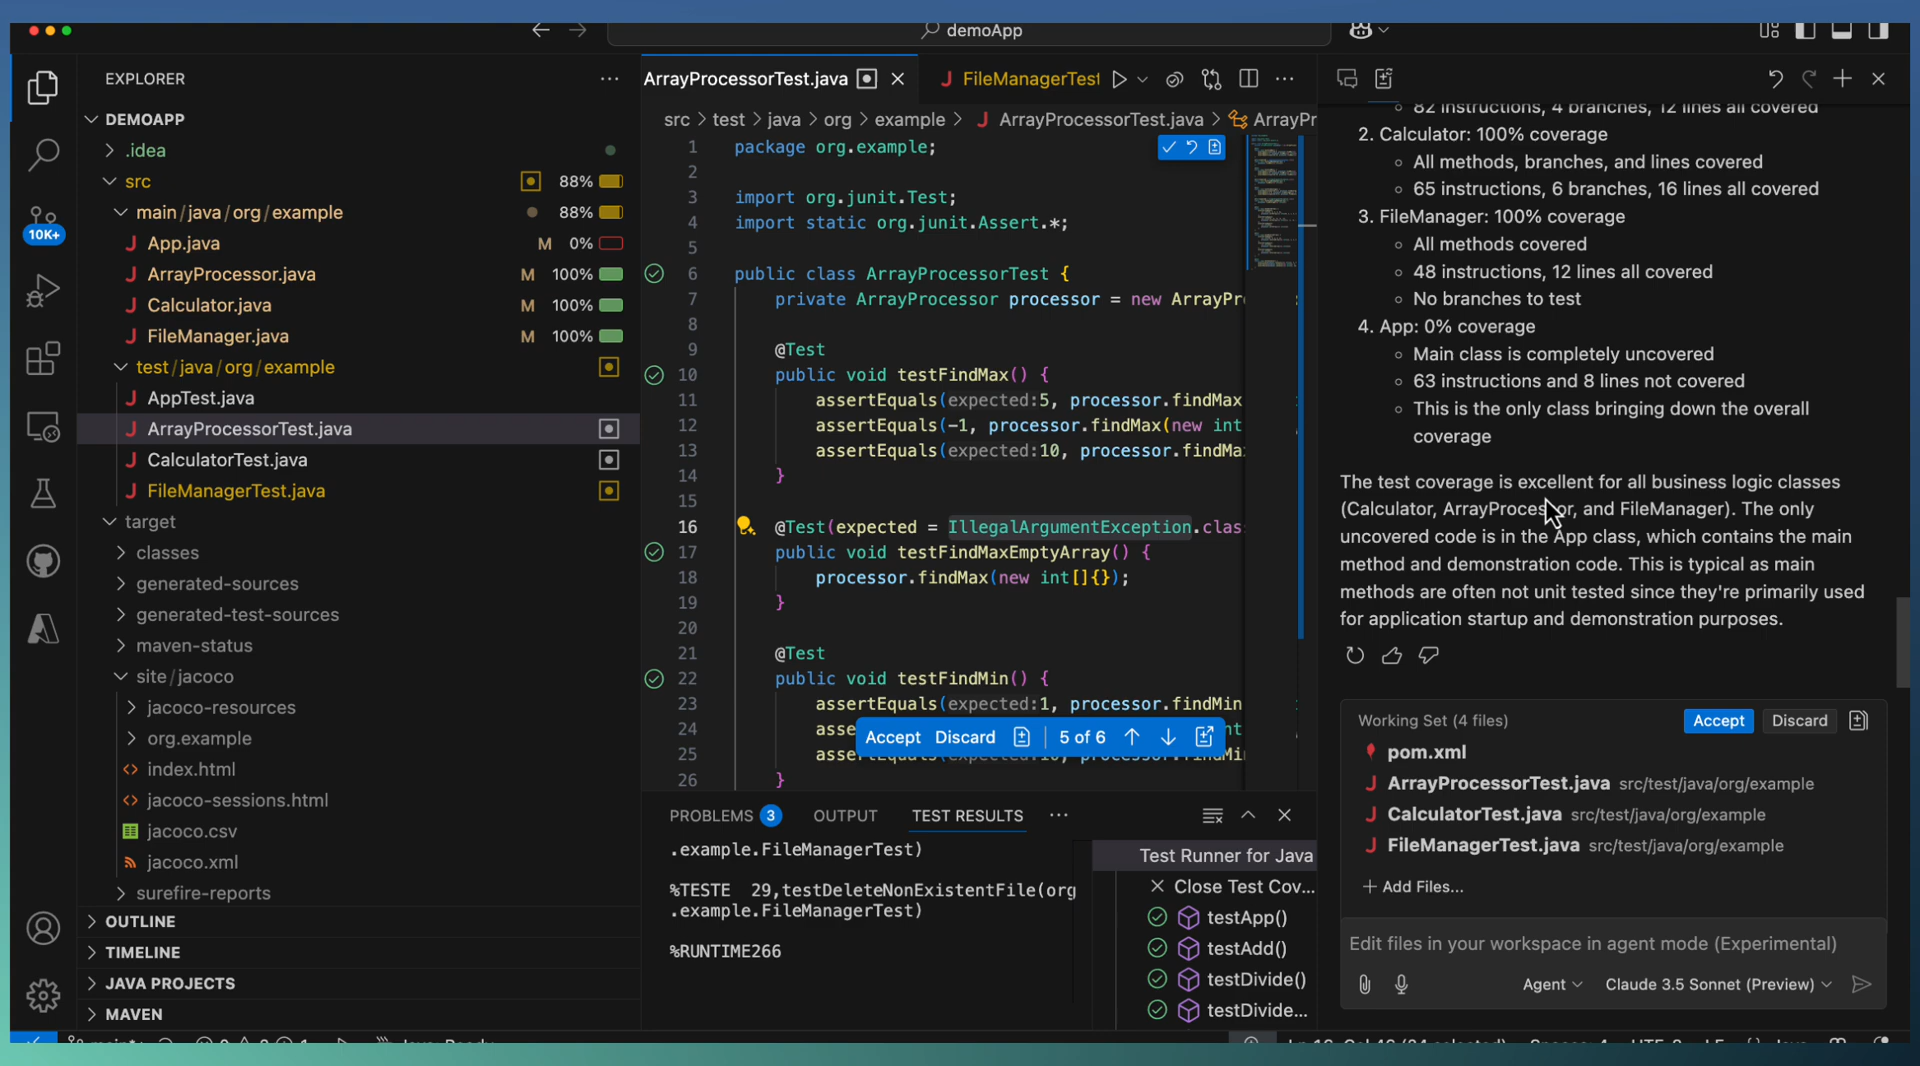 demoApp
EXPLORER
DEMOAPP
.idea
src 88%
main/java/org/example 88%
App.java M 0%
ArrayProcessor.java M 100%
Calculator.java M 100%
FileManager.java M 100%
test/java/org/example
AppTest.java
ArrayProcessorTest.java
CalculatorTest.java
FileManagerTest.java
target
classes
generated-sources
generated-test-sources
maven-status
site/jacoco
jacoco-resources
org.example
index.html
jacoco-sessions.html
jacoco.csv
jacoco.xml
surefire-reports
OUTLINE
TIMELINE
JAVA PROJECTS
MAVEN
10K+
ArrayProcessorTest.java FileManagerTest
src > test > java > org > example > ArrayProcessorTest.java > ArrayPr
1 package org.example;
2
3 import org.junit.Test;
4 import static org.junit.Assert.*;
5
6 public class ArrayProcessorTest {
7 private ArrayProcessor processor = new ArrayPr
8
9 @Test
10 public void testFindMax() {
11 assertEquals(expected:5, processor.findMax
12 assertEquals(-1, processor.findMax(new int
13 assertEquals(expected:10, processor.findMa
14 }
15
16 @Test(expected = IllegalArgumentException.clas
17 public void testFindMaxEmptyArray() {
18 processor.findMax(new int[]{});
19 }
20
21 @Test
22 public void testFindMin() {
23 assertEquals(expected:1, processor.findMin
24 asse
25 asse
26 }
Accept Discard 5 of 6
PROBLEMS 3 OUTPUT TEST RESULTS
.example.FileManagerTest)
%TESTE 29,testDeleteNonExistentFile(org
.example.FileManagerTest)
%RUNTIME266
Test Runner for Java
Close Test Cov...
testApp()
testAdd()
testDivide()
testDivide...
82 instructions, 4 branches, 12 lines all covered
2. Calculator: 100% coverage
All methods, branches, and lines covered
65 instructions, 6 branches, 16 lines all covered
3. FileManager: 100% coverage
All methods covered
48 instructions, 12 lines all covered
No branches to test
4. App: 0% coverage
Main class is completely uncovered
63 instructions and 8 lines not covered
This is the only class bringing down the overall
coverage
The test coverage is excellent for all business logic classes
(Calculator, ArrayProcessor, and FileManager). The only
uncovered code is in the App class, which contains the main
method and demonstration code. This is typical as main
methods are often not unit tested since they're primarily used
for application startup and demonstration purposes.
Working Set (4 files) Accept Discard
pom.xml
ArrayProcessorTest.java src/test/java/org/example
CalculatorTest.java src/test/java/org/example
FileManagerTest.java src/test/java/org/example
+ Add Files...
Edit files in your workspace in agent mode (Experimental)
Agent Claude 3.5 Sonnet (Preview)